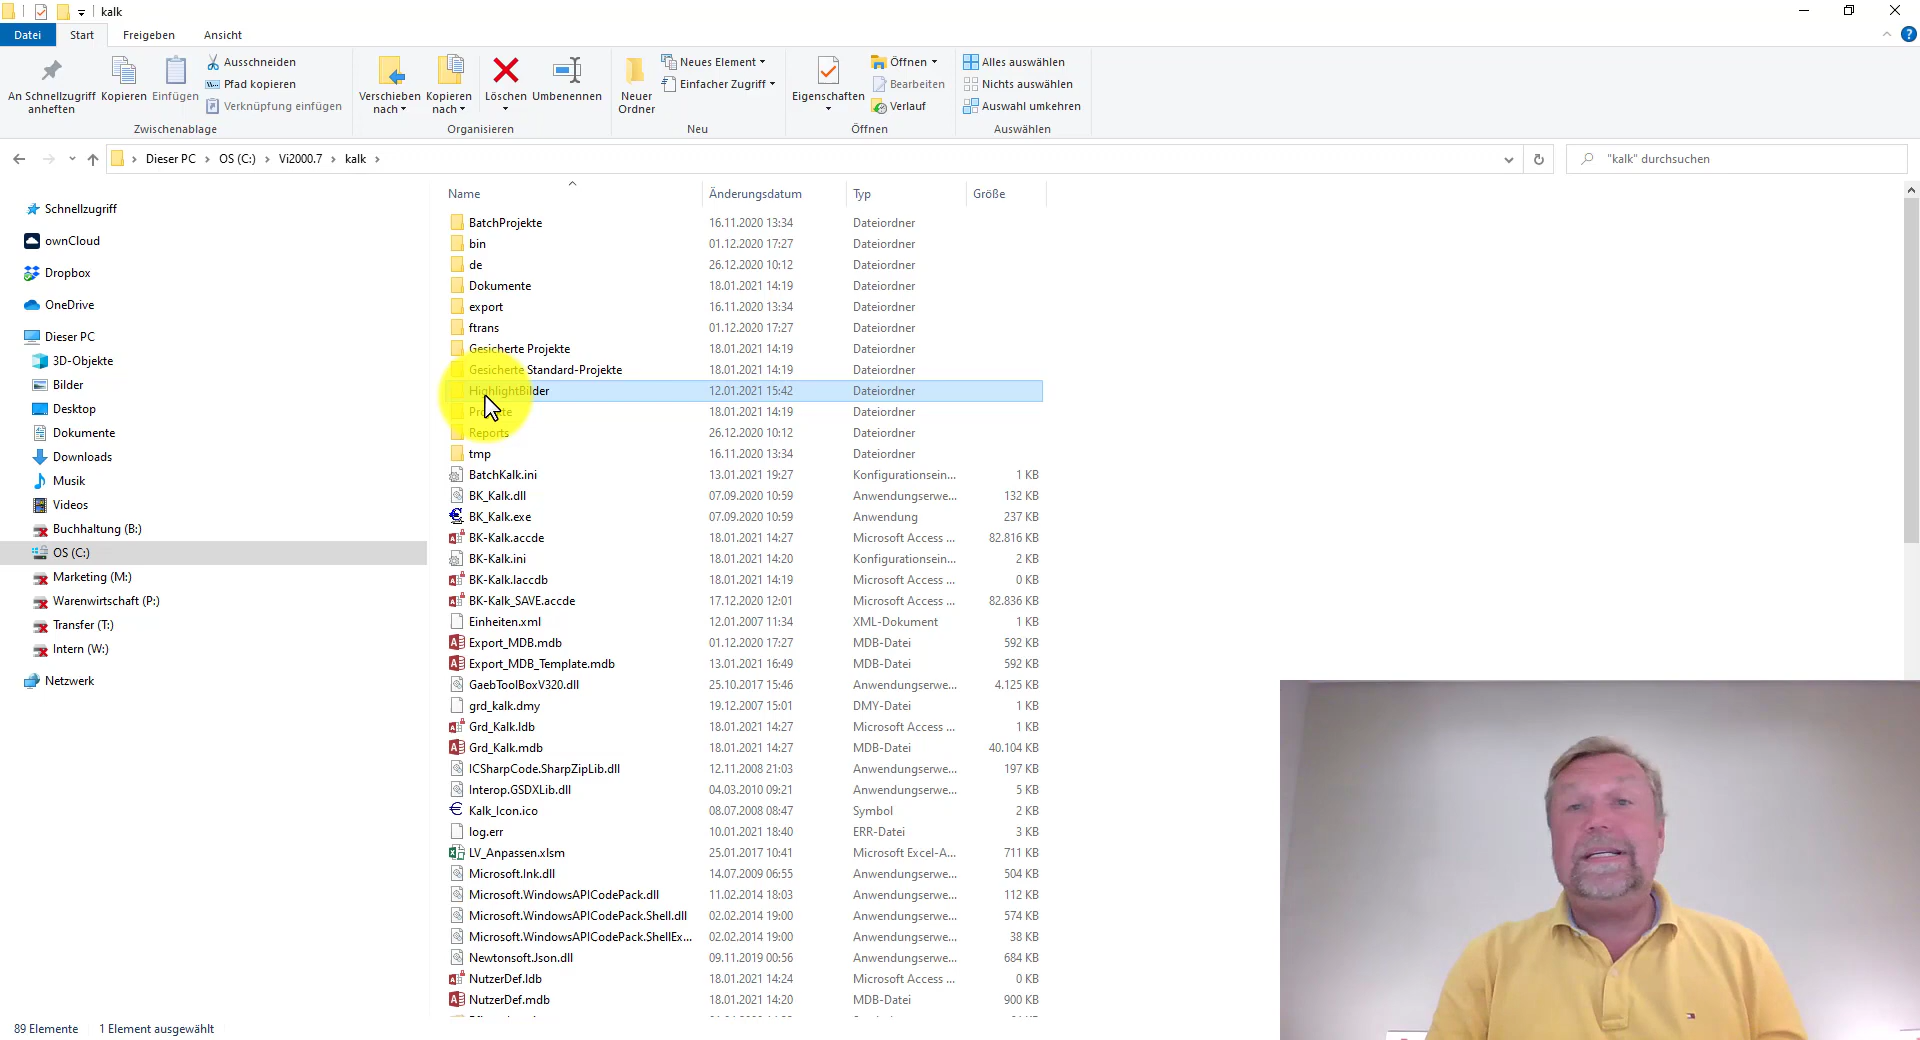 kalk
Datei Start Freigeben Ansicht
An Schnellzugriff anheften
Kopieren
Einfügen
Ausschneiden
Pfad kopieren
Verknüpfung einfügen
Zwischenablage
Verschieben nach
Kopieren nach
Löschen
Umbenennen
Organisieren
Neuer Ordner
Neues Element
Einfacher Zugriff
Neu
Eigenschaften
Öffnen
Bearbeiten
Verlauf
Öffnen
Alles auswählen
Nichts auswählen
Auswahl umkehren
Auswählen
Dieser PC > OS (C:) > Vi2000.7 > kalk >
"kalk" durchsuchen
Schnellzugriff
ownCloud
Dropbox
OneDrive
Dieser PC
3D-Objekte
Bilder
Desktop
Dokumente
Downloads
Musik
Videos
Buchhaltung (B:)
OS (C:)
Marketing (M:)
Warenwirtschaft (P:)
Transfer (T:)
Intern (W:)
Netzwerk
Name Änderungsdatum Typ Größe
BatchProjekte 16.11.2020 13:34 Dateiordner
bin 01.12.2020 17:27 Dateiordner
de 26.12.2020 10:12 Dateiordner
Dokumente 18.01.2021 14:19 Dateiordner
export 16.11.2020 13:34 Dateiordner
ftrans 01.12.2020 17:27 Dateiordner
Gesicherte Projekte 18.01.2021 14:19 Dateiordner
Gesicherte Standard-Projekte 18.01.2021 14:19 Dateiordner
HighlightBilder 12.01.2021 15:42 Dateiordner
Projekte 18.01.2021 14:19 Dateiordner
Reports 26.12.2020 10:12 Dateiordner
tmp 16.11.2020 13:34 Dateiordner
BatchKalk.ini 13.01.2021 19:27 Konfigurationsein... 1 KB
BK_Kalk.dll 07.09.2020 10:59 Anwendungserwe... 132 KB
BK_Kalk.exe 07.09.2020 10:59 Anwendung 237 KB
BK-Kalk.accde 18.01.2021 14:27 Microsoft Access ... 82.816 KB
BK-Kalk.ini 18.01.2021 14:20 Konfigurationsein... 2 KB
BK-Kalk.laccdb 18.01.2021 14:19 Microsoft Access ... 0 KB
BK-Kalk_SAVE.accde 17.12.2020 12:01 Microsoft Access ... 82.836 KB
Einheiten.xml 12.01.2007 11:34 XML-Dokument 1 KB
Export_MDB.mdb 01.12.2020 17:27 MDB-Datei 592 KB
Export_MDB_Template.mdb 13.01.2021 16:49 MDB-Datei 592 KB
GaebToolBoxV320.dll 25.10.2017 15:46 Anwendungserwe... 4.125 KB
grd_kalk.dmy 19.12.2007 15:01 DMY-Datei 1 KB
Grd_Kalk.ldb 18.01.2021 14:27 Microsoft Access ... 1 KB
Grd_Kalk.mdb 18.01.2021 14:27 MDB-Datei 40.104 KB
ICSharpCode.SharpZipLib.dll 12.11.2008 21:03 Anwendungserwe... 197 KB
Interop.GSDXLib.dll 04.03.2010 09:21 Anwendungserwe... 5 KB
Kalk_Icon.ico 08.07.2008 08:47 Symbol 2 KB
log.err 10.01.2021 18:40 ERR-Datei 3 KB
LV_Anpassen.xlsm 25.01.2017 10:41 Microsoft Excel-A... 711 KB
Microsoft.Ink.dll 14.07.2009 06:55 Anwendungserwe... 504 KB
Microsoft.WindowsAPICodePack.dll 11.02.2014 18:03 Anwendungserwe... 112 KB
Microsoft.WindowsAPICodePack.Shell.dll 02.02.2014 19:00 Anwendungserwe... 574 KB
Microsoft.WindowsAPICodePack.ShellEx... 02.02.2014 19:00 Anwendungserwe... 38 KB
Newtonsoft.Json.dll 09.11.2019 00:56 Anwendungserwe... 684 KB
NutzerDef.ldb 18.01.2021 14:24 Microsoft Access ... 0 KB
NutzerDef.mdb 18.01.2021 14:20 MDB-Datei 900 KB
89 Elemente 1 Element ausgewählt